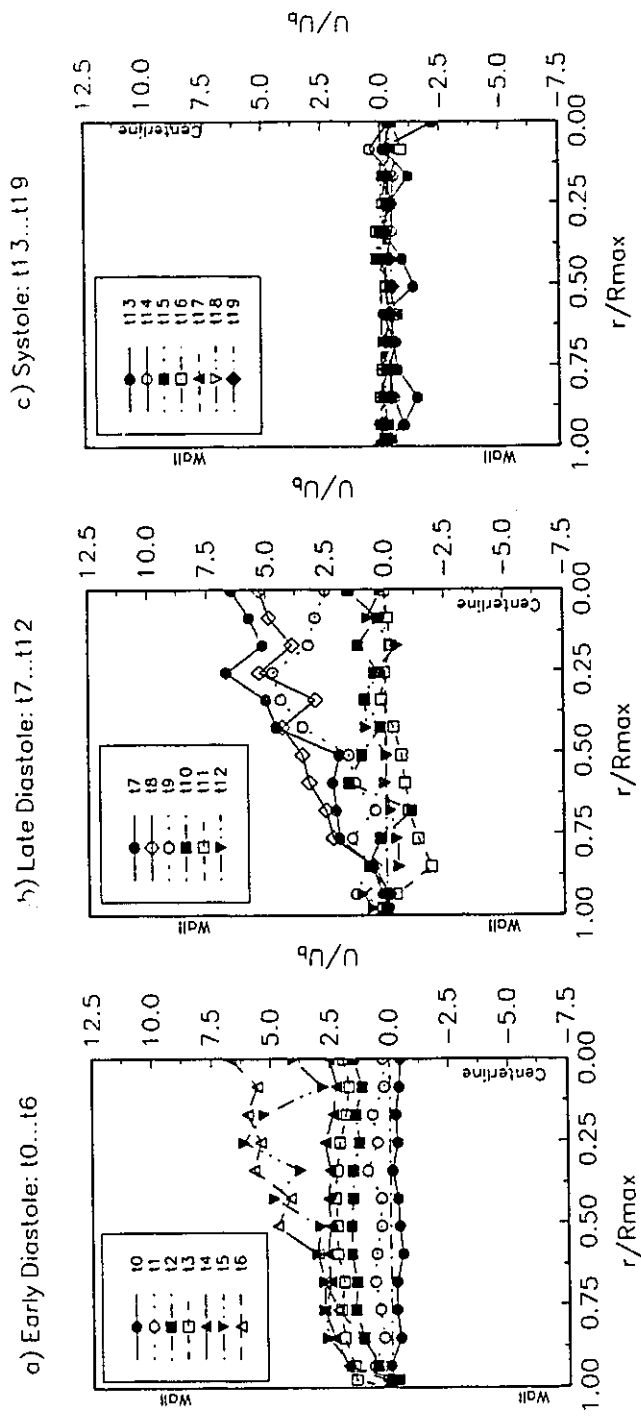 a) Early Diastole: t0...t6
12.5
10.0
7.5
5.0
2.5
0.0
-2.5
-5.0
-7.5
U/Ub
t0
t1
t2
t3
t4
t5
t6
Wall
Wall
Centerline
1.00
0.75
0.50
0.25
0.00
r/Rmax
b) Late Diastole: t7...t12
12.5
10.0
7.5
5.0
2.5
0.0
-2.5
-5.0
-7.5
U/Ub
t7
t8
t9
t10
t11
t12
Wall
Wall
Centerline
1.00
0.75
0.50
0.25
0.00
r/Rmax
c) Systole: t13...t19
12.5
10.0
7.5
5.0
2.5
0.0
-2.5
-5.0
-7.5
U/Ub
t13
t14
t15
t16
t17
t18
t19
Wall
Wall
Centerline
1.00
0.75
0.50
0.25
0.00
r/Rmax